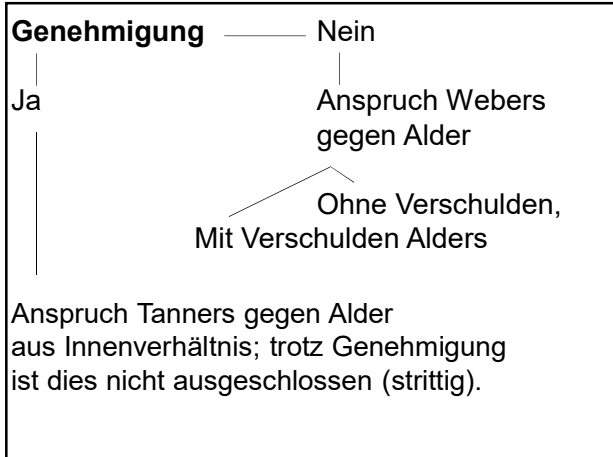 Genehmigung Nein
Ja Anspruch Webers
gegen Alder
Ohne Verschulden,
Mit Verschulden Alders
Anspruch Tanners gegen Alder
aus Innenverhältnis; trotz Genehmigung
ist dies nicht ausgeschlossen (strittig).